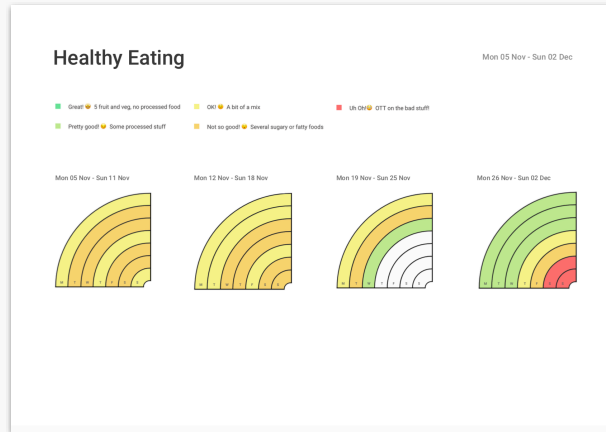 Healthy Eating
Mon 05 Nov - Sun 02 Dec
Great! 😀 5 fruit and veg, no processed food
OK! 😐 A bit of a mix
Uh Oh! 😩 OTT on the bad stuff!
Pretty good! 😊 Some processed stuff
Not so good! 😕 Several sugary or fatty foods
Mon 05 Nov - Sun 11 Nov
Mon 12 Nov - Sun 18 Nov
Mon 19 Nov - Sun 25 Nov
Mon 26 Nov - Sun 02 Dec
M T W T F S S
M T W T F S S
M T W T F S S
M T W T F S S